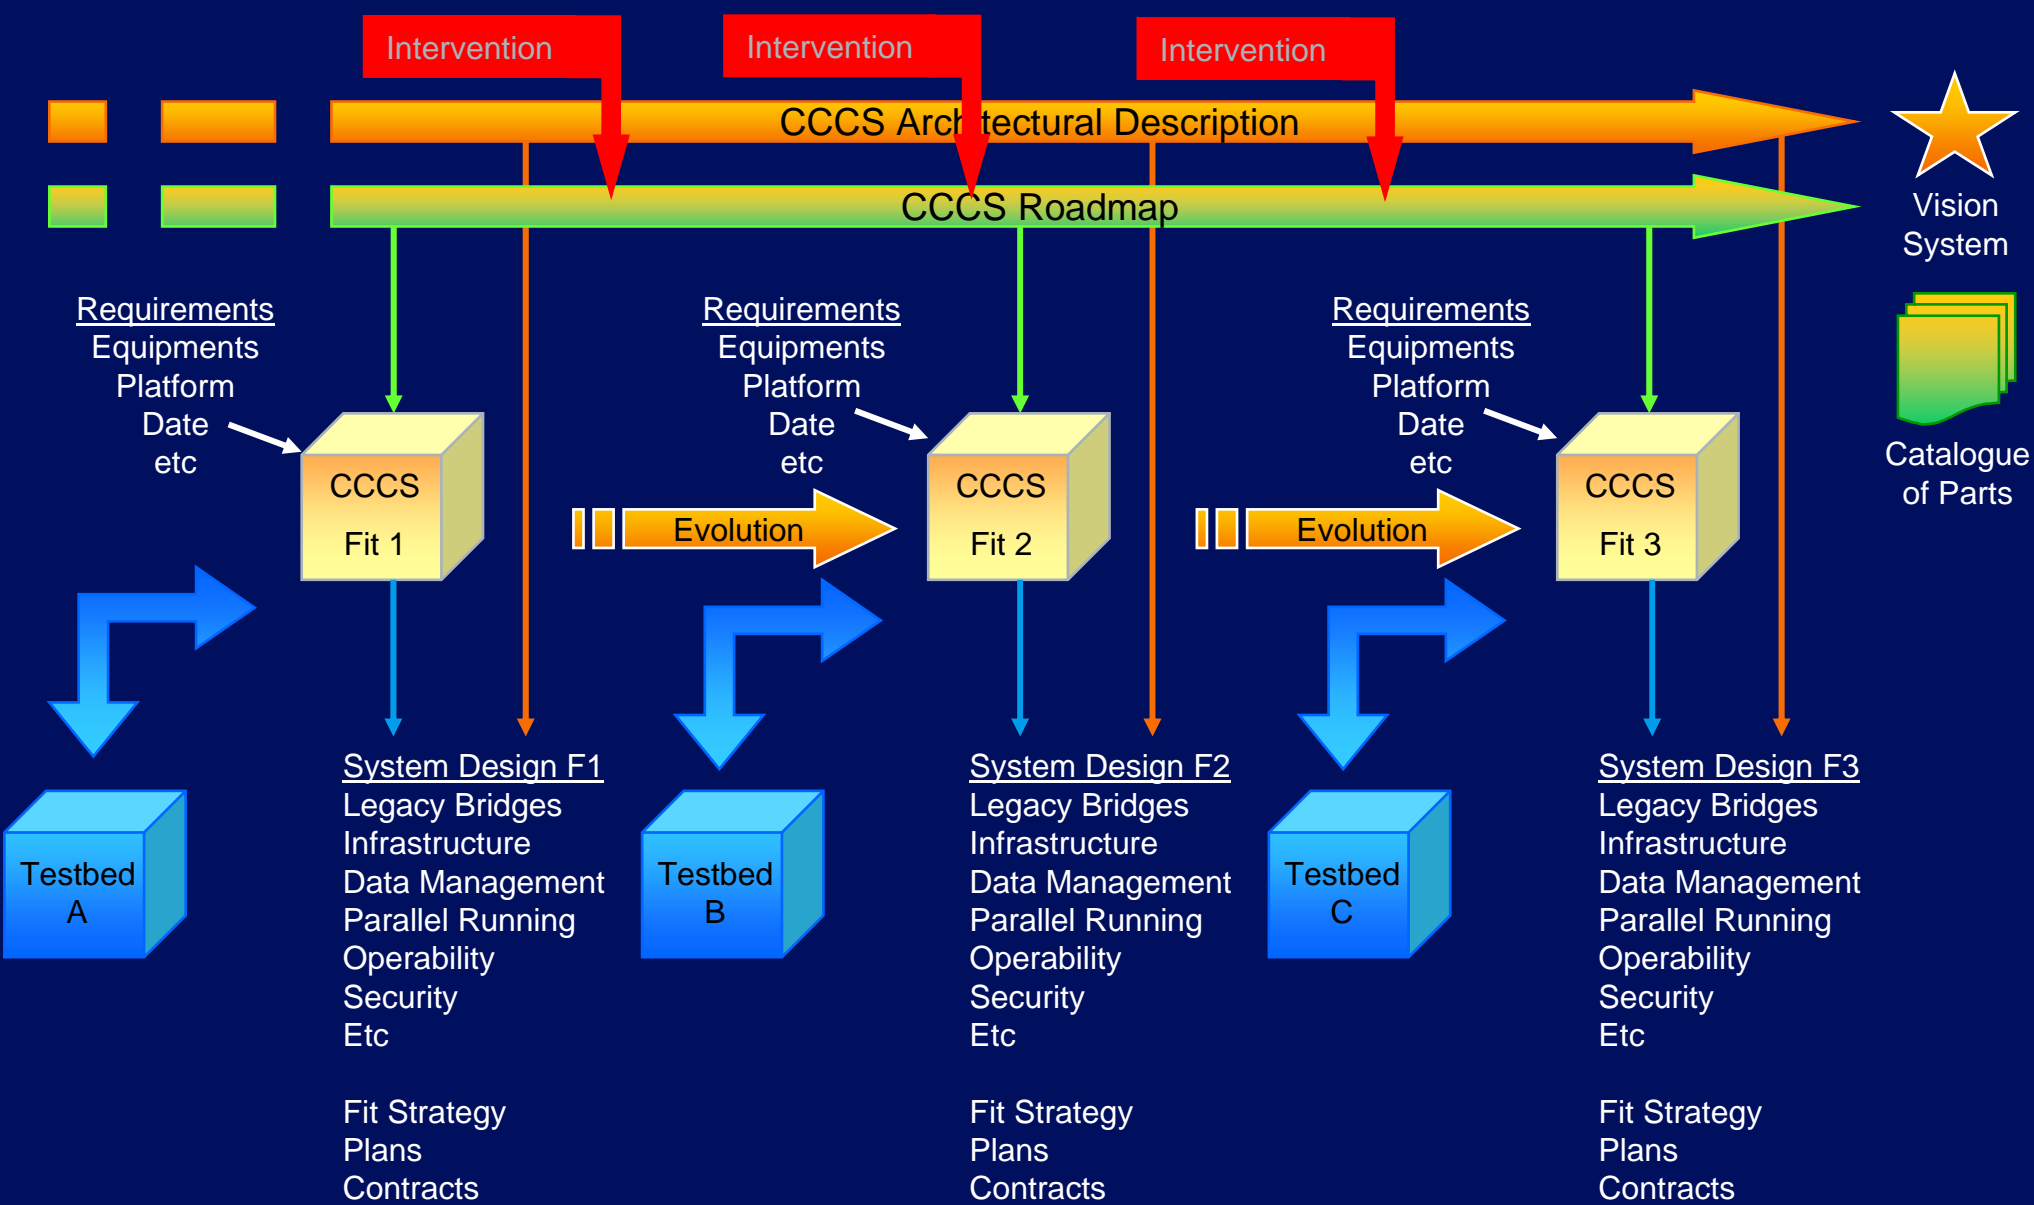 Intervention
Intervention
Intervention
CCCS Architectural Description
CCCS Roadmap
Vision
System
Requirements
Equipments
Platform
Date
etc
Requirements
Equipments
Platform
Date
etc
Requirements
Equipments
Platform
Date
etc
Catalogue
of Parts
CCCS
Fit 1
Evolution
CCCS
Fit 2
Evolution
CCCS
Fit 3
Testbed
A
System Design F1
Legacy Bridges
Infrastructure
Data Management
Parallel Running
Operability
Security
Etc
Fit Strategy
Plans
Contracts
Testbed
B
System Design F2
Legacy Bridges
Infrastructure
Data Management
Parallel Running
Operability
Security
Etc
Fit Strategy
Plans
Contracts
Testbed
C
System Design F3
Legacy Bridges
Infrastructure
Data Management
Parallel Running
Operability
Security
Etc
Fit Strategy
Plans
Contracts